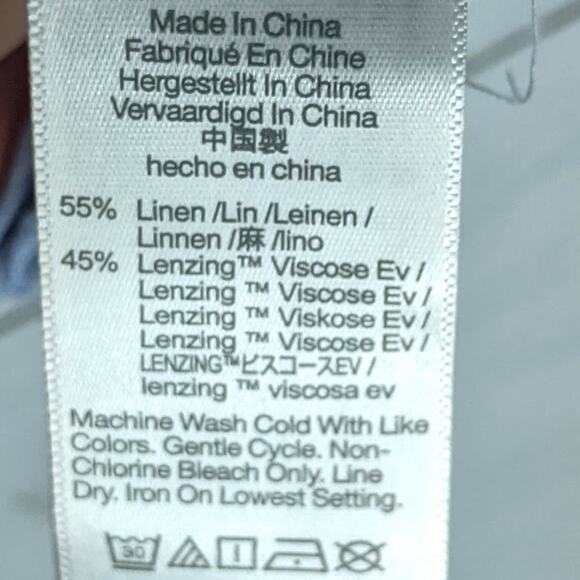 Made In China
Fabriqué En Chine
Hergestellt In China
Vervaardigd In China
中国製
hecho en china
55% Linen /Lin /Leinen /
Linnen /麻 /lino
45% Lenzing™ Viscose Ev /
Lenzing ™ Viscose Ev /
Lenzing ™ Viskose Ev /
Lenzing ™ Viscose Ev /
LENZING™ビスコースEV /
lenzing ™ viscosa ev
Machine Wash Cold With Like
Colors. Gentle Cycle. Non-
Chlorine Bleach Only. Line
Dry. Iron On Lowest Setting.
30